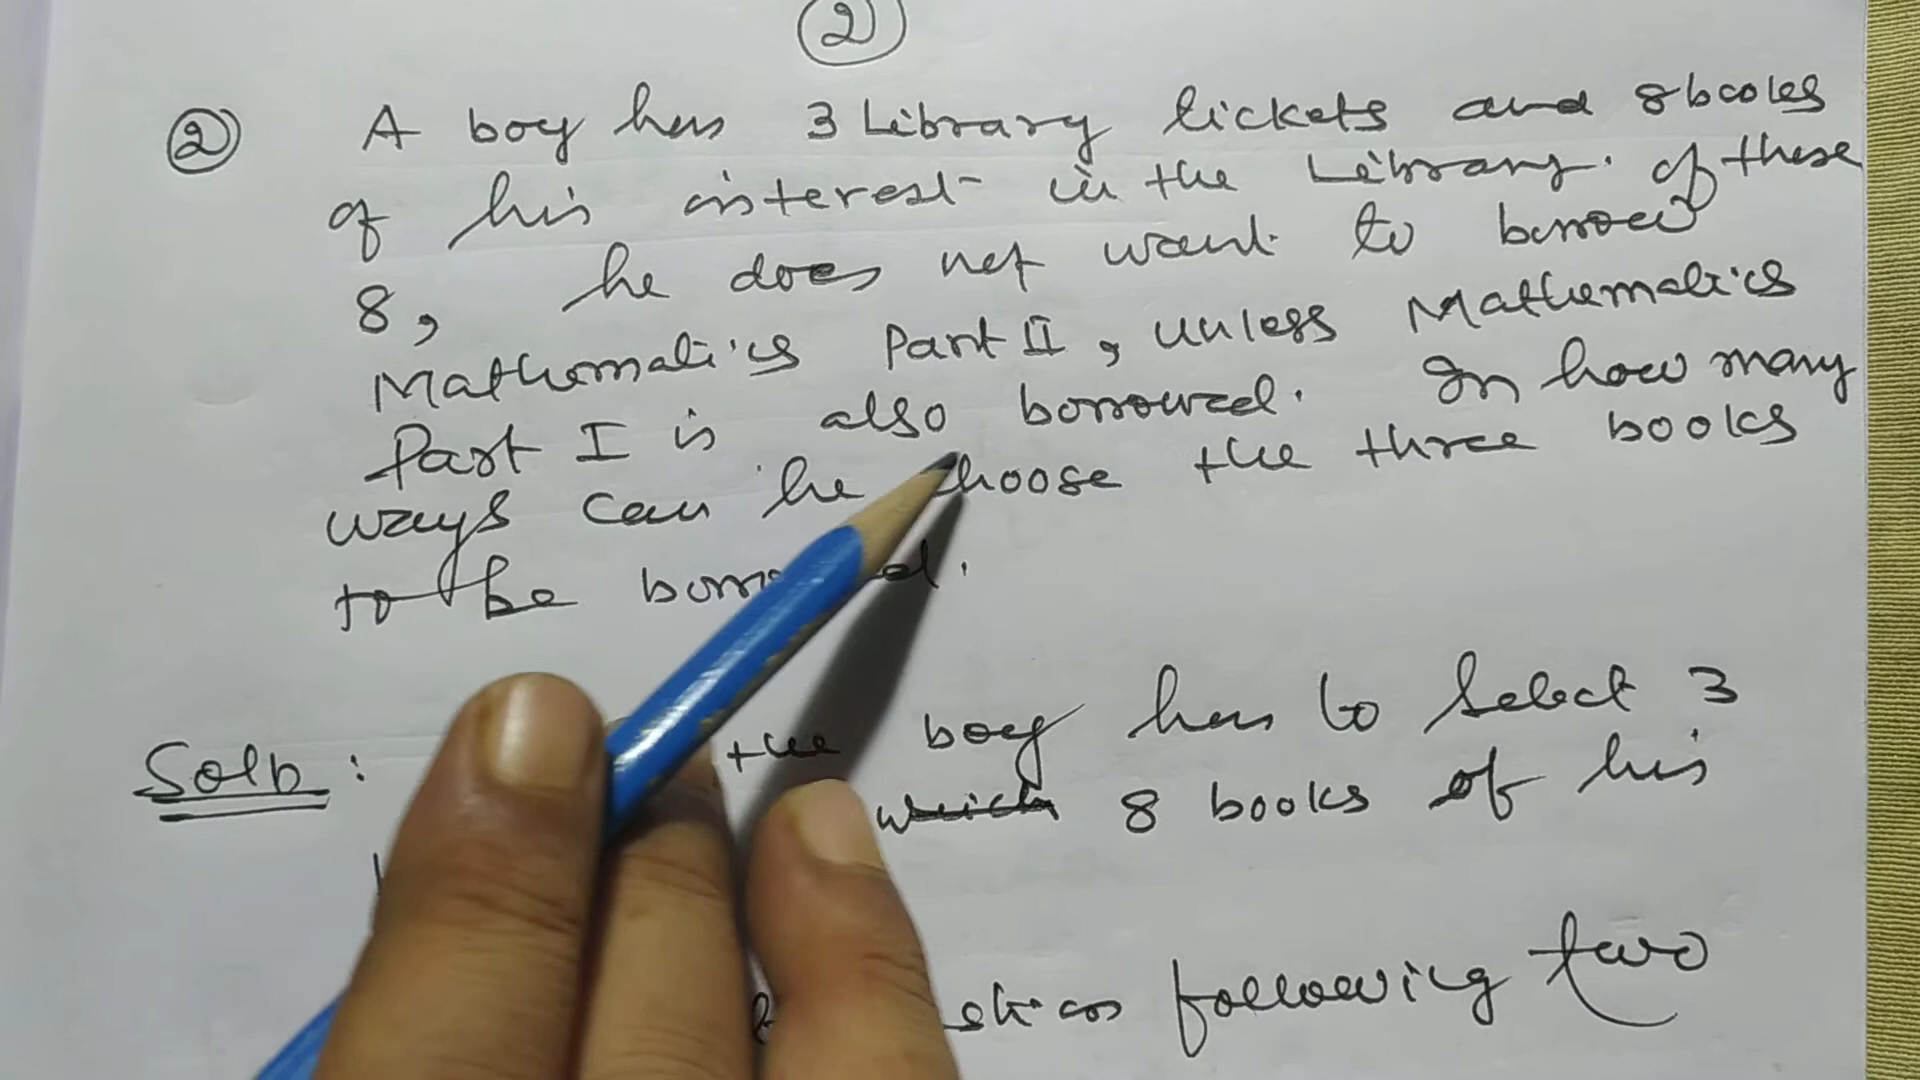 2
2 A boy has 3 Library tickets and 8 books
of his interest in the Library. of these
8, he does not want to borrow
Mathematics Part II, unless Mathematics
Part I is also borrowed. In how many
ways can he choose the three books
to be
Soln: the boy has to select 3
which 8 books of his
following two